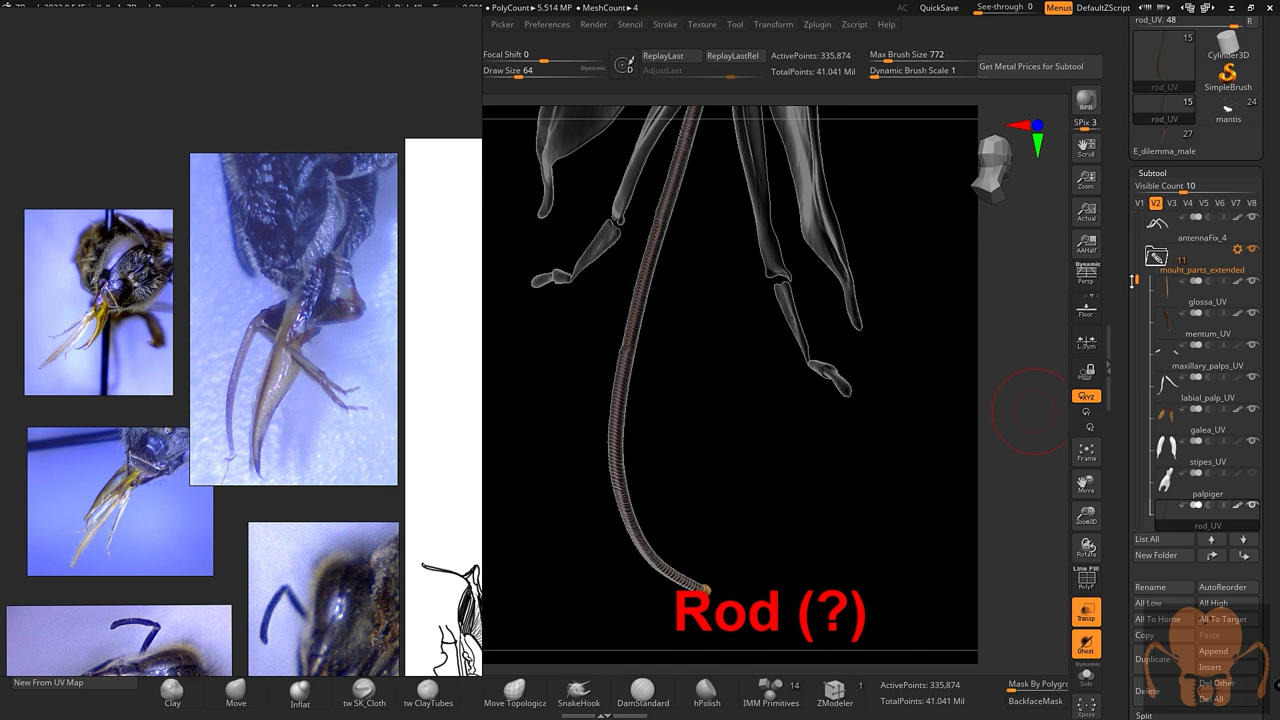 PolyCount▸5.514 MP
MeshCount▸4
AC
QuickSave
See-through 0
Menus
DefaultZScript
Picker
Preferences
Render
Stencil
Stroke
Texture
Tool
Transform
Zplugin
Zscript
Help
Focal Shift 0
Draw Size 64
Dynamic
ReplayLast
ReplayLastRel
AdjustLast
ActivePoints: 335,874
TotalPoints: 41.041 Mil
Max Brush Size 772
Dynamic Brush Scale 1
Get Metal Prices for Subtool
rod_UV. 48
R
15
rod_UV
Cylinder3D
SimpleBrush
15
rod_UV
24
mantis
27
E_dilemma_male
BPR
SPix 3
Scroll
Zoom
Actual
AAHalf
Dynamic
Persp
Floor
L.Sym
XYZ
Frame
Move
Zoom3D
Rotate
Line Fill
PolyF
Transp
Ghost
Dynamic
Solo
Xpose
Subtool
Visible Count 10
V1 V2 V3 V4 V5 V6 V7 V8
antennaFix_4
11
mouht_parts_extended
glossa_UV
mentum_UV
maxillary_palps_UV
labial_palp_UV
galea_UV
stipes_UV
palpiger
rod_UV
List All
New Folder
Rename
AutoReorder
All Low
All High
All To Home
All To Target
Copy
Paste
Duplicate
Append
Insert
Delete
Del Other
Del All
Split
Rod (?)
New From UV Map
Clay
Move
Inflat
tw SK_Cloth
tw ClayTubes
Move Topologica
SnakeHook
DamStandard
hPolish
14
IMM Primitives
1
ZModeler
ActivePoints: 335,874
TotalPoints: 41.041 Mil
Mask By Polygro
BackfaceMask